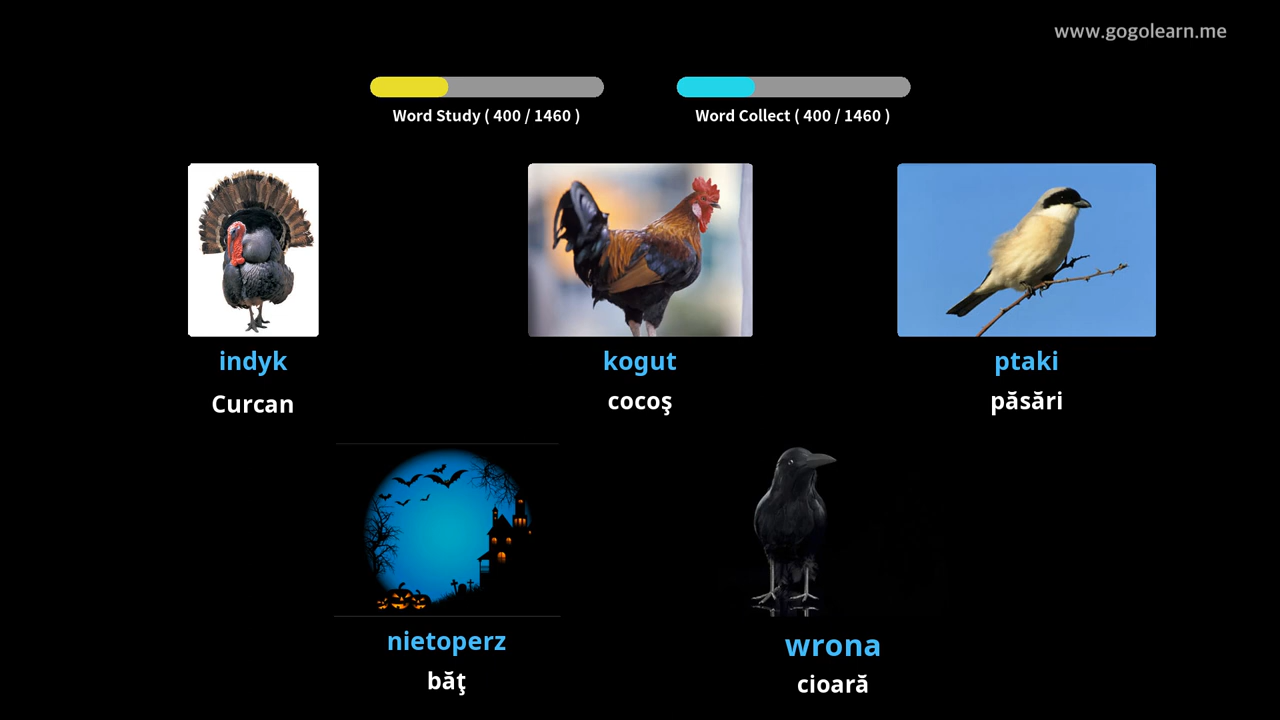 www.gogolearn.me
Word Study ( 400 / 1460 )
Word Collect ( 400 / 1460 )
indyk
kogut
ptaki
Curcan
cocoş
păsări
nietoperz
wrona
băţ
cioară